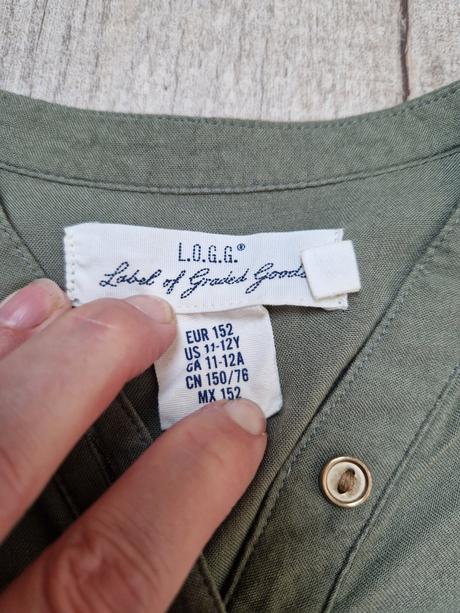 L.O.G.G.®
Label of Graded Goods
EUR 152
US 11-12Y
CA 11-12A
CN 150/76
MX 152